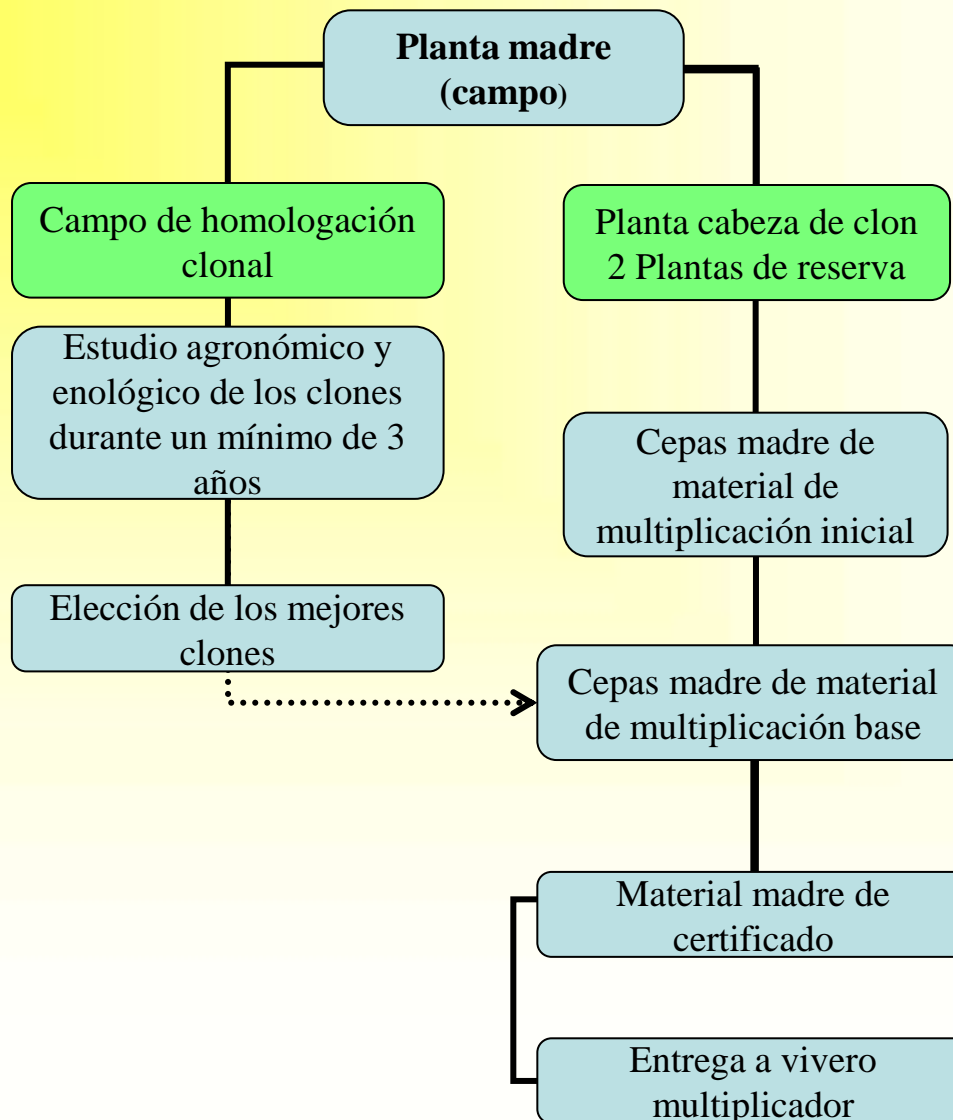 Planta madre
(campo)
Campo de homologación
clonal
Planta cabeza de clon
2 Plantas de reserva
Estudio agronómico y
enológico de los clones
durante un mínimo de 3
años
Cepas madre de
material de
multiplicación inicial
Elección de los mejores
clones
Cepas madre de material
de multiplicación base
Material madre de
certificado
Entrega a vivero
multiplicador